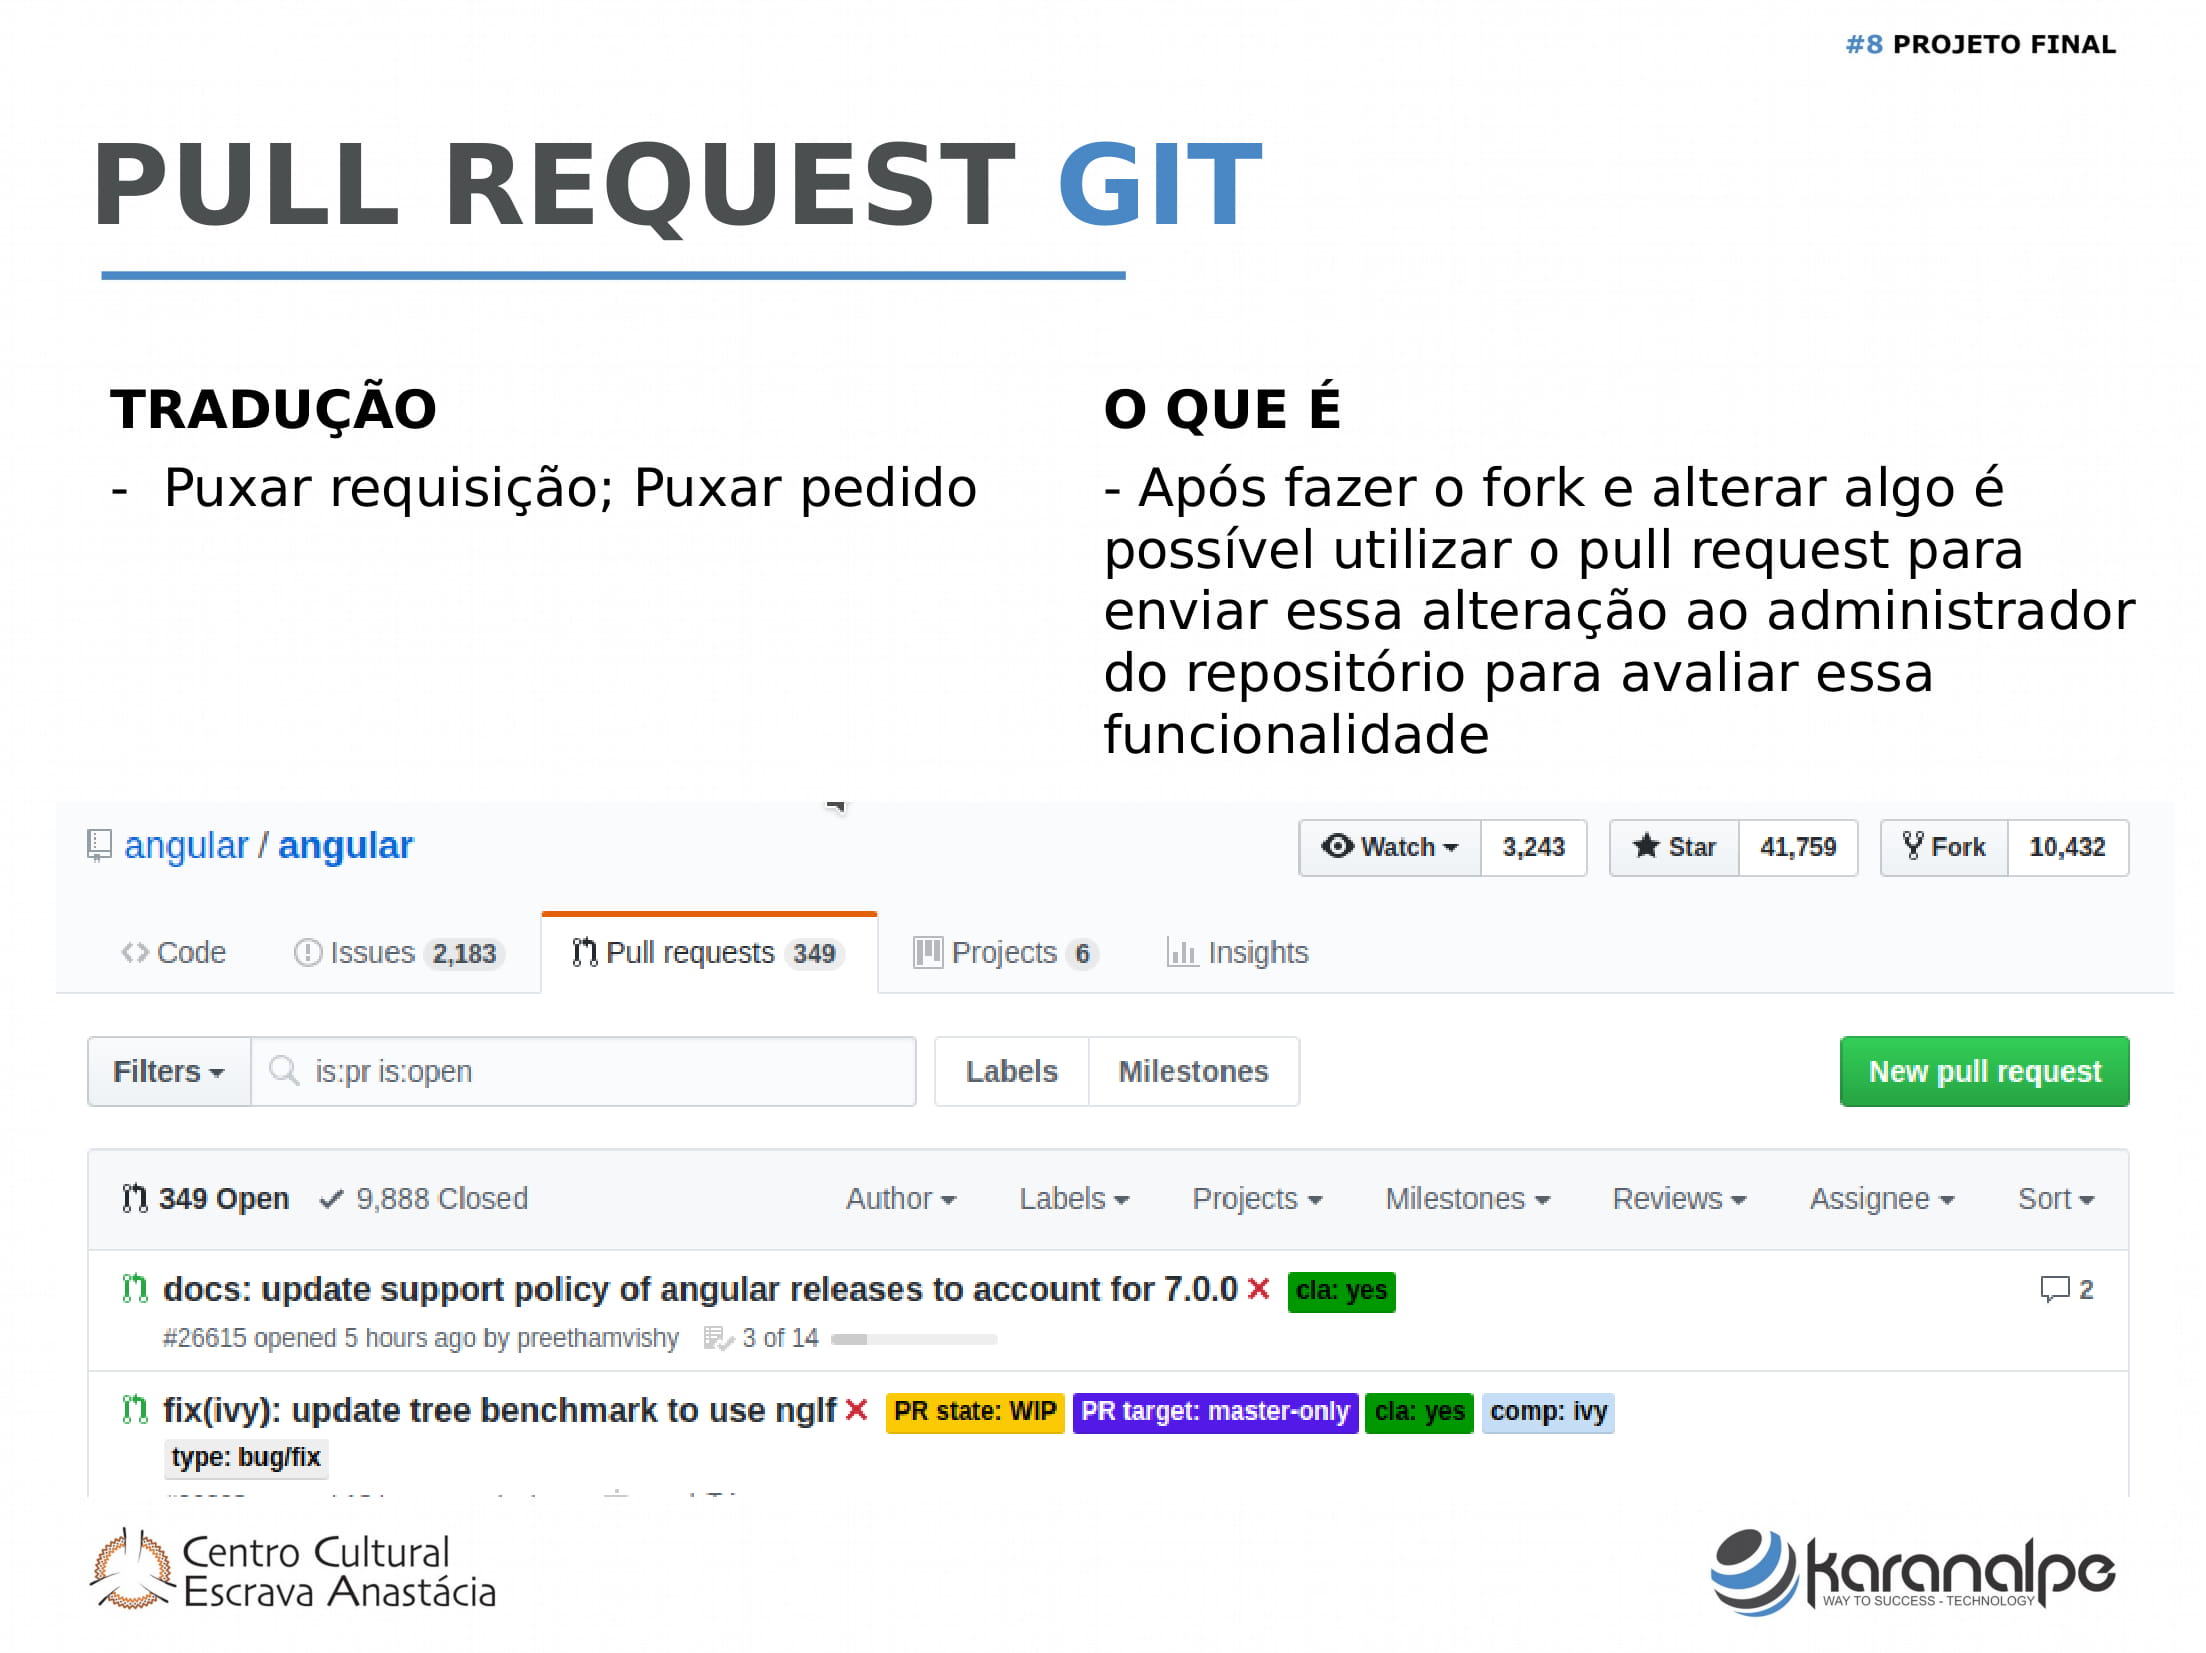 #8 PROJETO FINAL
PULL REQUEST GIT
TRADUÇÃO
- Puxar requisição; Puxar pedido
O QUE É
- Após fazer o fork e alterar algo é
possível utilizar o pull request para
enviar essa alteração ao administrador
do repositório para avaliar essa
funcionalidade
angular / angular
Watch 3,243 Star 41,759 Fork 10,432
Code Issues 2,183 Pull requests 349 Projects 6 Insights
Filters is:pr is:open Labels Milestones New pull request
349 Open 9,888 Closed Author Labels Projects Milestones Reviews Assignee Sort
docs: update support policy of angular releases to account for 7.0.0 cla: yes 2
#26615 opened 5 hours ago by preethamvishy 3 of 14
fix(ivy): update tree benchmark to use nglf PR state: WIP PR target: master-only cla: yes comp: ivy
type: bug/fix
Centro Cultural
Escrava Anastácia
karanalpe
WAY TO SUCCESS - TECHNOLOGY